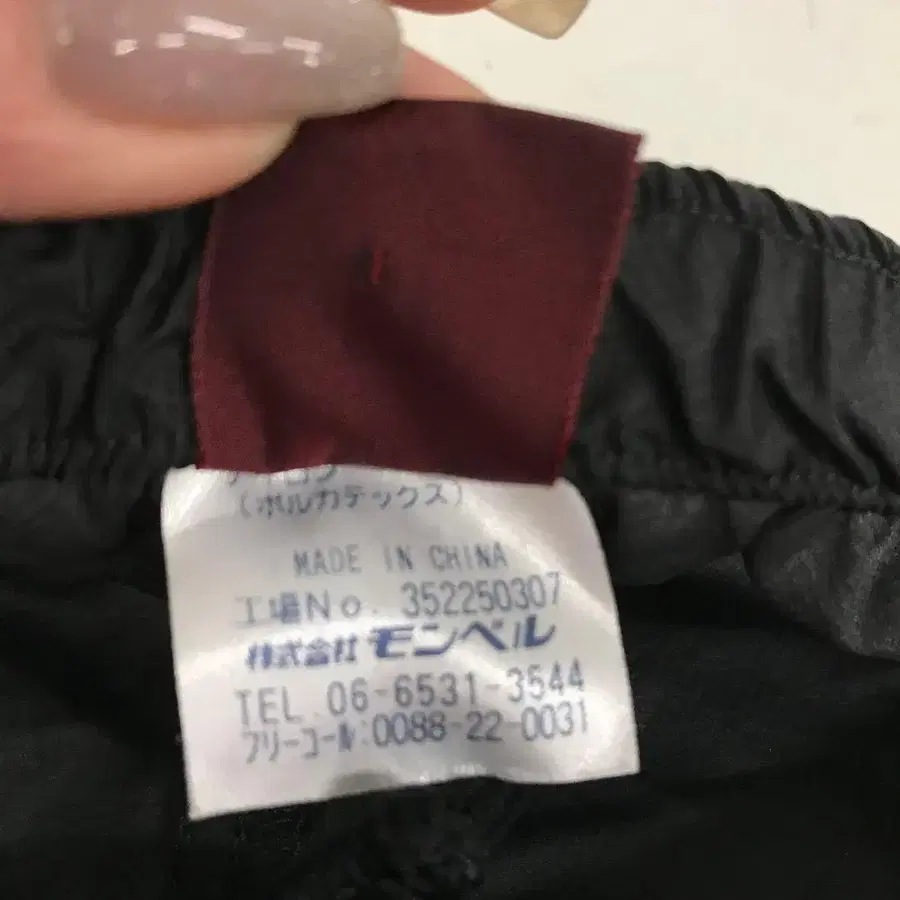 (ポルカテックス)
MADE IN CHINA
工場No. 352250307
株式会社 モンベル
TEL 06-6531-3544
フリーコール:0088-22-0031